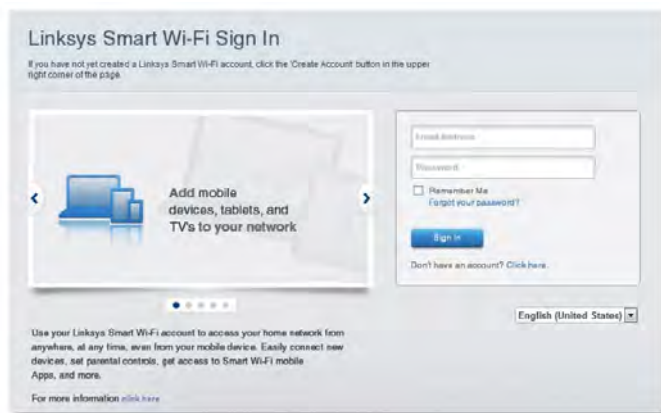 Linksys Smart Wi-Fi Sign In
If you have not yet created a Linksys Smart Wi-Fi account, click the 'Create Account' button in the upper
right corner of the page.
Add mobile
devices, tablets, and
TV's to your network
Email Address
Password
Remember Me
Forgot your password?
Sign In
Don't have an account? Click here.
English (United States)
Use your Linksys Smart Wi-Fi account to access your home network from
anywhere, at any time, even from your mobile device. Easily connect new
devices, set parental controls, get access to Smart Wi-Fi mobile
Apps, and more.
For more information click here